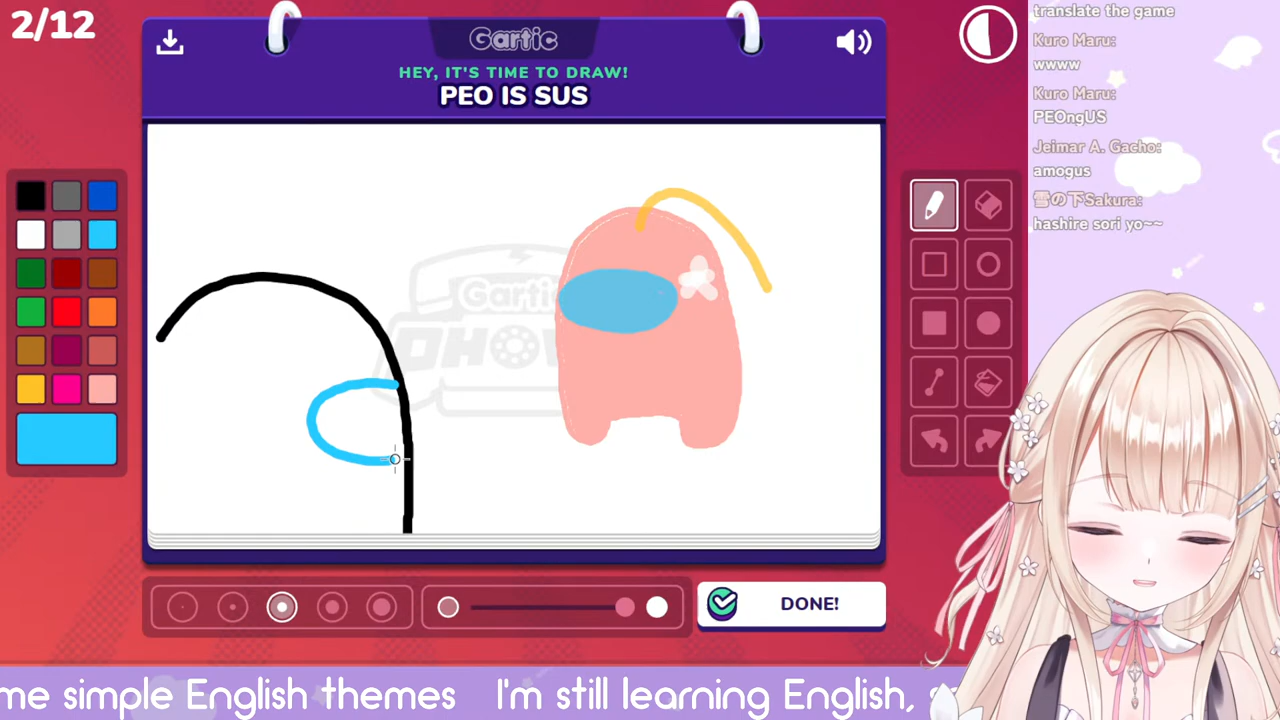 2/12
Gartic
HEY, IT'S TIME TO DRAW!
PEO IS SUS
Gartic
DONE!
translate the game
Kuro Maru:
wwww
Kuro Maru:
PEOngUS
Jeimar A. Gacho:
amogus
雪の下Sakura:
hashire sori yo~~
me simple English themes I'm still learning English,